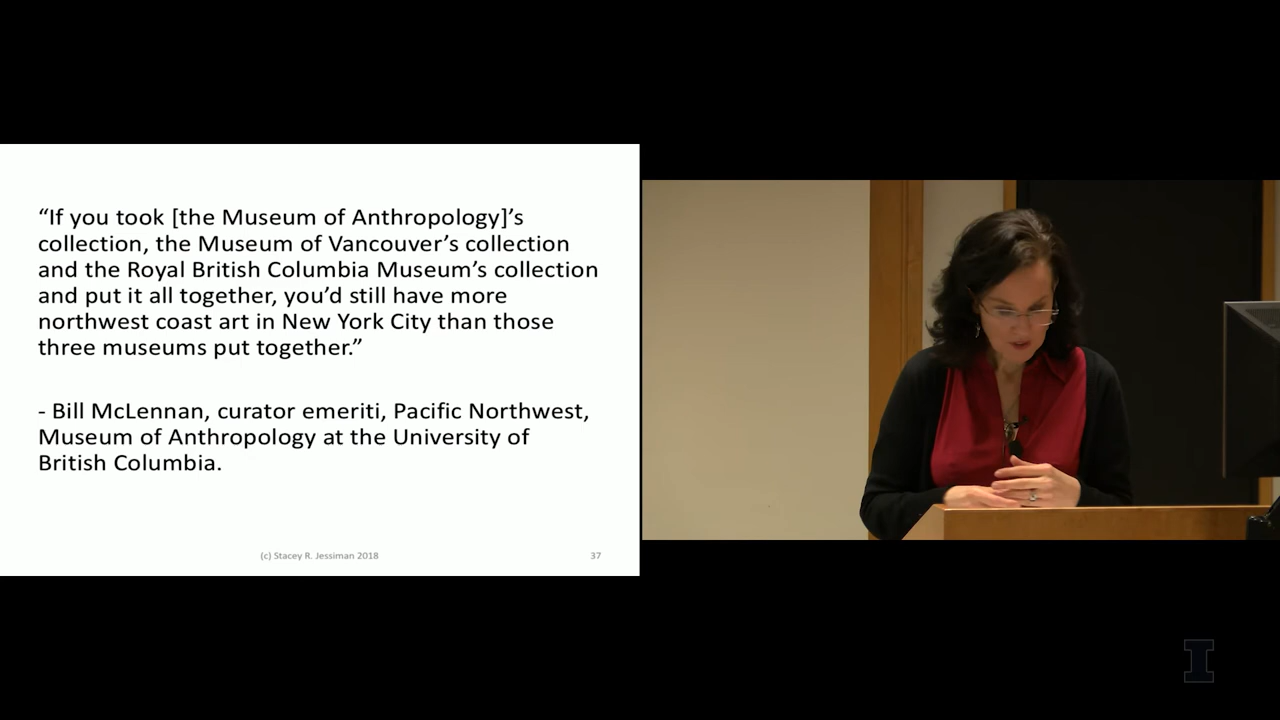 “If you took [the Museum of Anthropology]’s
collection, the Museum of Vancouver’s collection
and the Royal British Columbia Museum’s collection
and put it all together, you’d still have more
northwest coast art in New York City than those
three museums put together.”
- Bill McLennan, curator emeriti, Pacific Northwest,
Museum of Anthropology at the University of
British Columbia.
(c) Stacey R. Jessiman 2018
37
I